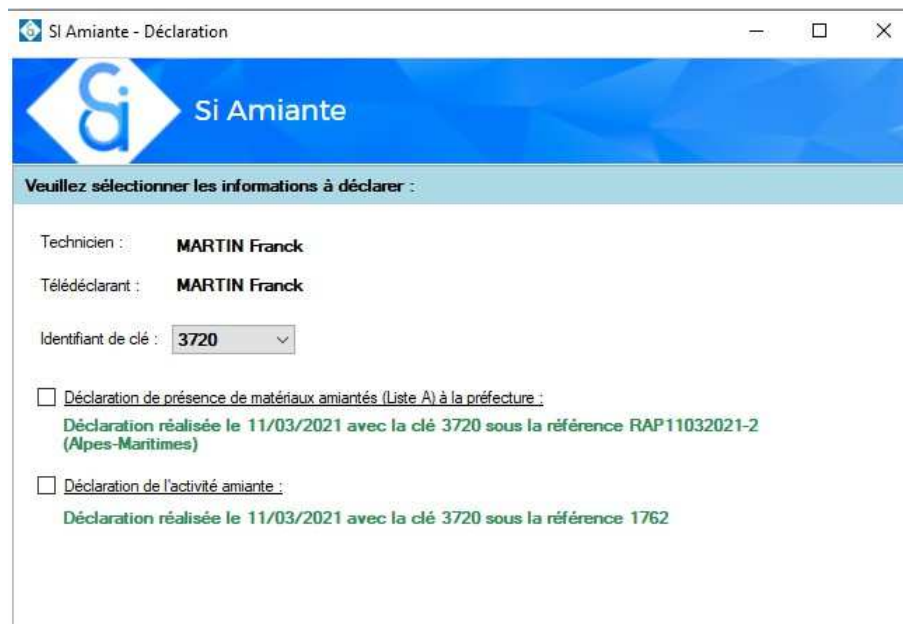 SI Amiante - Déclaration
Si Amiante
Veuillez sélectionner les informations à déclarer :
Technicien : MARTIN Franck
Télédéclarant : MARTIN Franck
Identifiant de clé : 3720
Déclaration de présence de matériaux amiantés (Liste A) à la préfecture :
Déclaration réalisée le 11/03/2021 avec la clé 3720 sous la référence RAP11032021-2
(Alpes-Maritimes)
Déclaration de l'activité amiante :
Déclaration réalisée le 11/03/2021 avec la clé 3720 sous la référence 1762